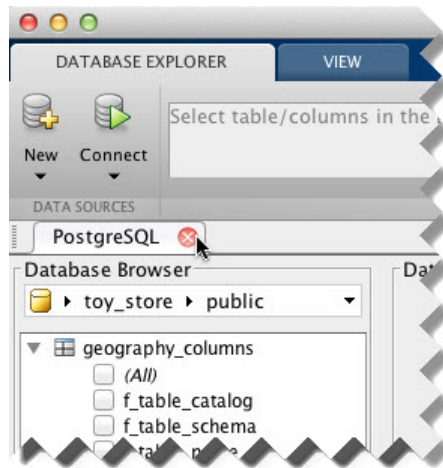 DATABASE EXPLORER
VIEW
Select table/columns in the
New
Connect
DATA SOURCES
PostgreSQL
Database Browser
toy_store
public
geography_columns
(All)
f_table_catalog
f_table_schema